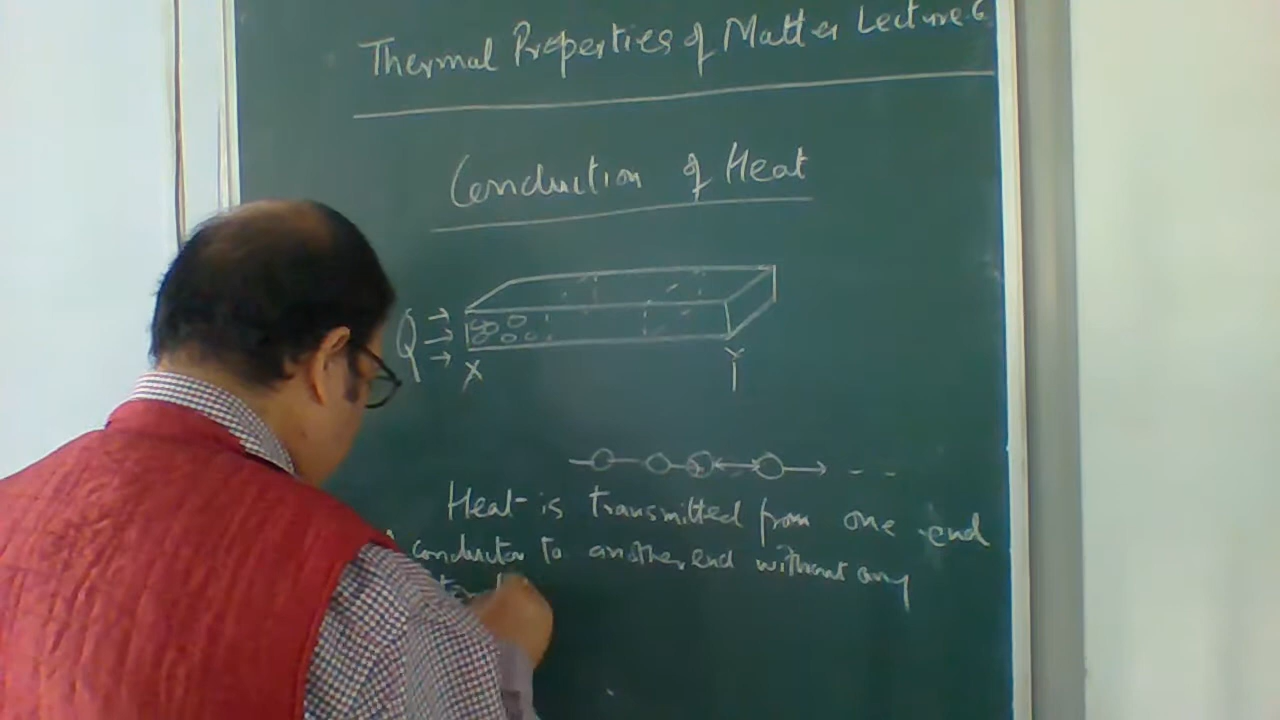 Thermal Properties of Matter Lecture 6
Conduction of Heat
Q
X Y
Heat is transmitted from one end
conductor to another end without any